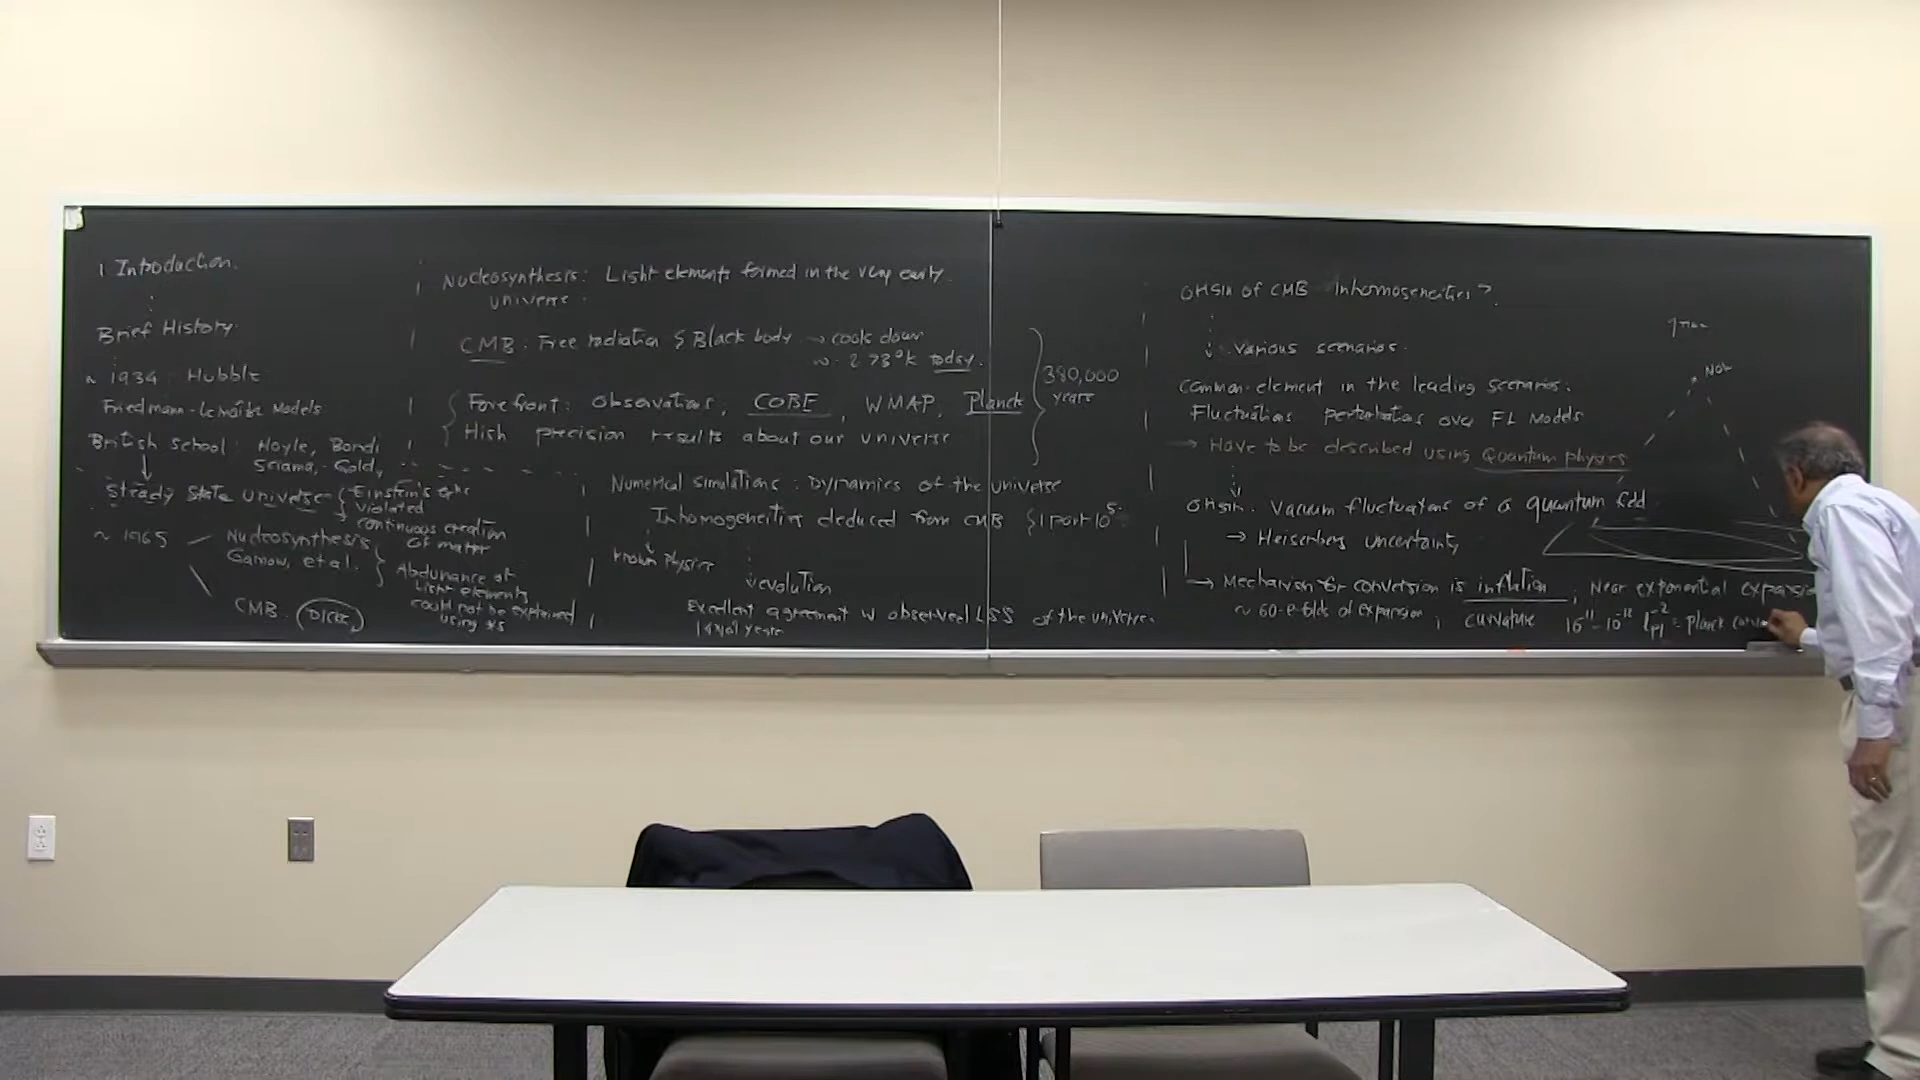 1 Introduction.
Brief History
~ 1934 : Hubble
Friedmann-Lemaître Models
British School : Hoyle, Bondi
Sciama, Gold,
Steady State Universe { Einstein's
violated
continuous creation
of matter
~ 1965
Nucleosynthesis
Gamow, et al.
Abdunance of
light elements
could not be explained
using
CMB. Dicke,
Nucleosynthesis : Light elements formed in the very early
universe.
CMB : Free radiation Black body → cools down
2.73°K today.
Forefront : Observations, COBE, WMAP, Planck
High precision results about our universe
} 380,000
years
Numerical simulations : Dynamics of the universe
Inhomogeneities deduced from CMB { 1 part 10⁵
known Physics
evolution
Excellent agreement w observed LSS of the universe.
years
Origin of CMB Inhomogeneities ?
Various scenarios.
Common element in the leading scenarios:
Fluctuations perturbations over FL Models
→ Have to be described using Quantum physics
Origin. Vacuum fluctuations of a quantum field
→ Heisenberg uncertainty
→ Mechanism for conversion is inflation ; Near exponential
~ 60-e-folds of expansion ; curvature = Planck
↑ Time
Now